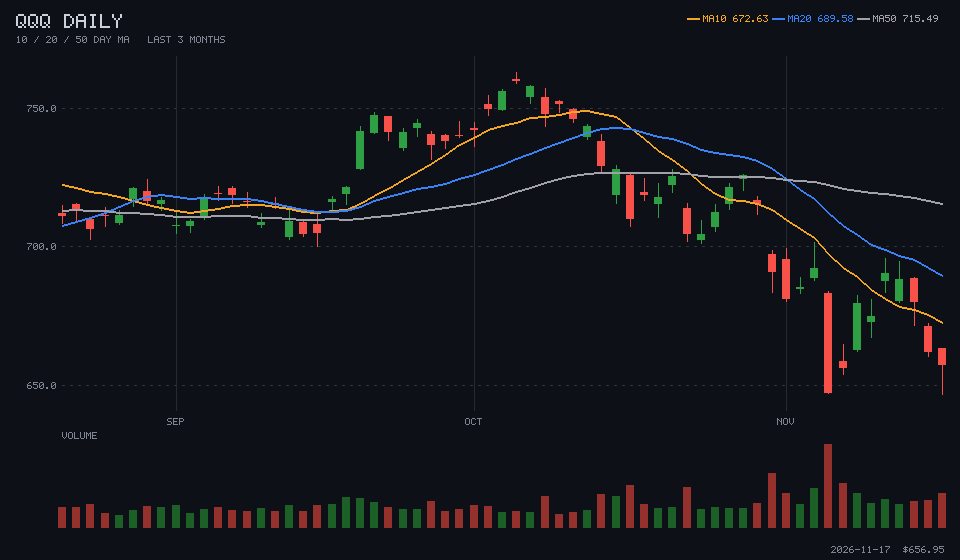 QQQ DAILY
MA10 672.63 MA20 689.58 MA50 715.49
10 / 20 / 50 DAY MA LAST 3 MONTHS
750.0
700.0
650.0
SEP OCT NOV
VOLUME
2026-11-17 $656.95